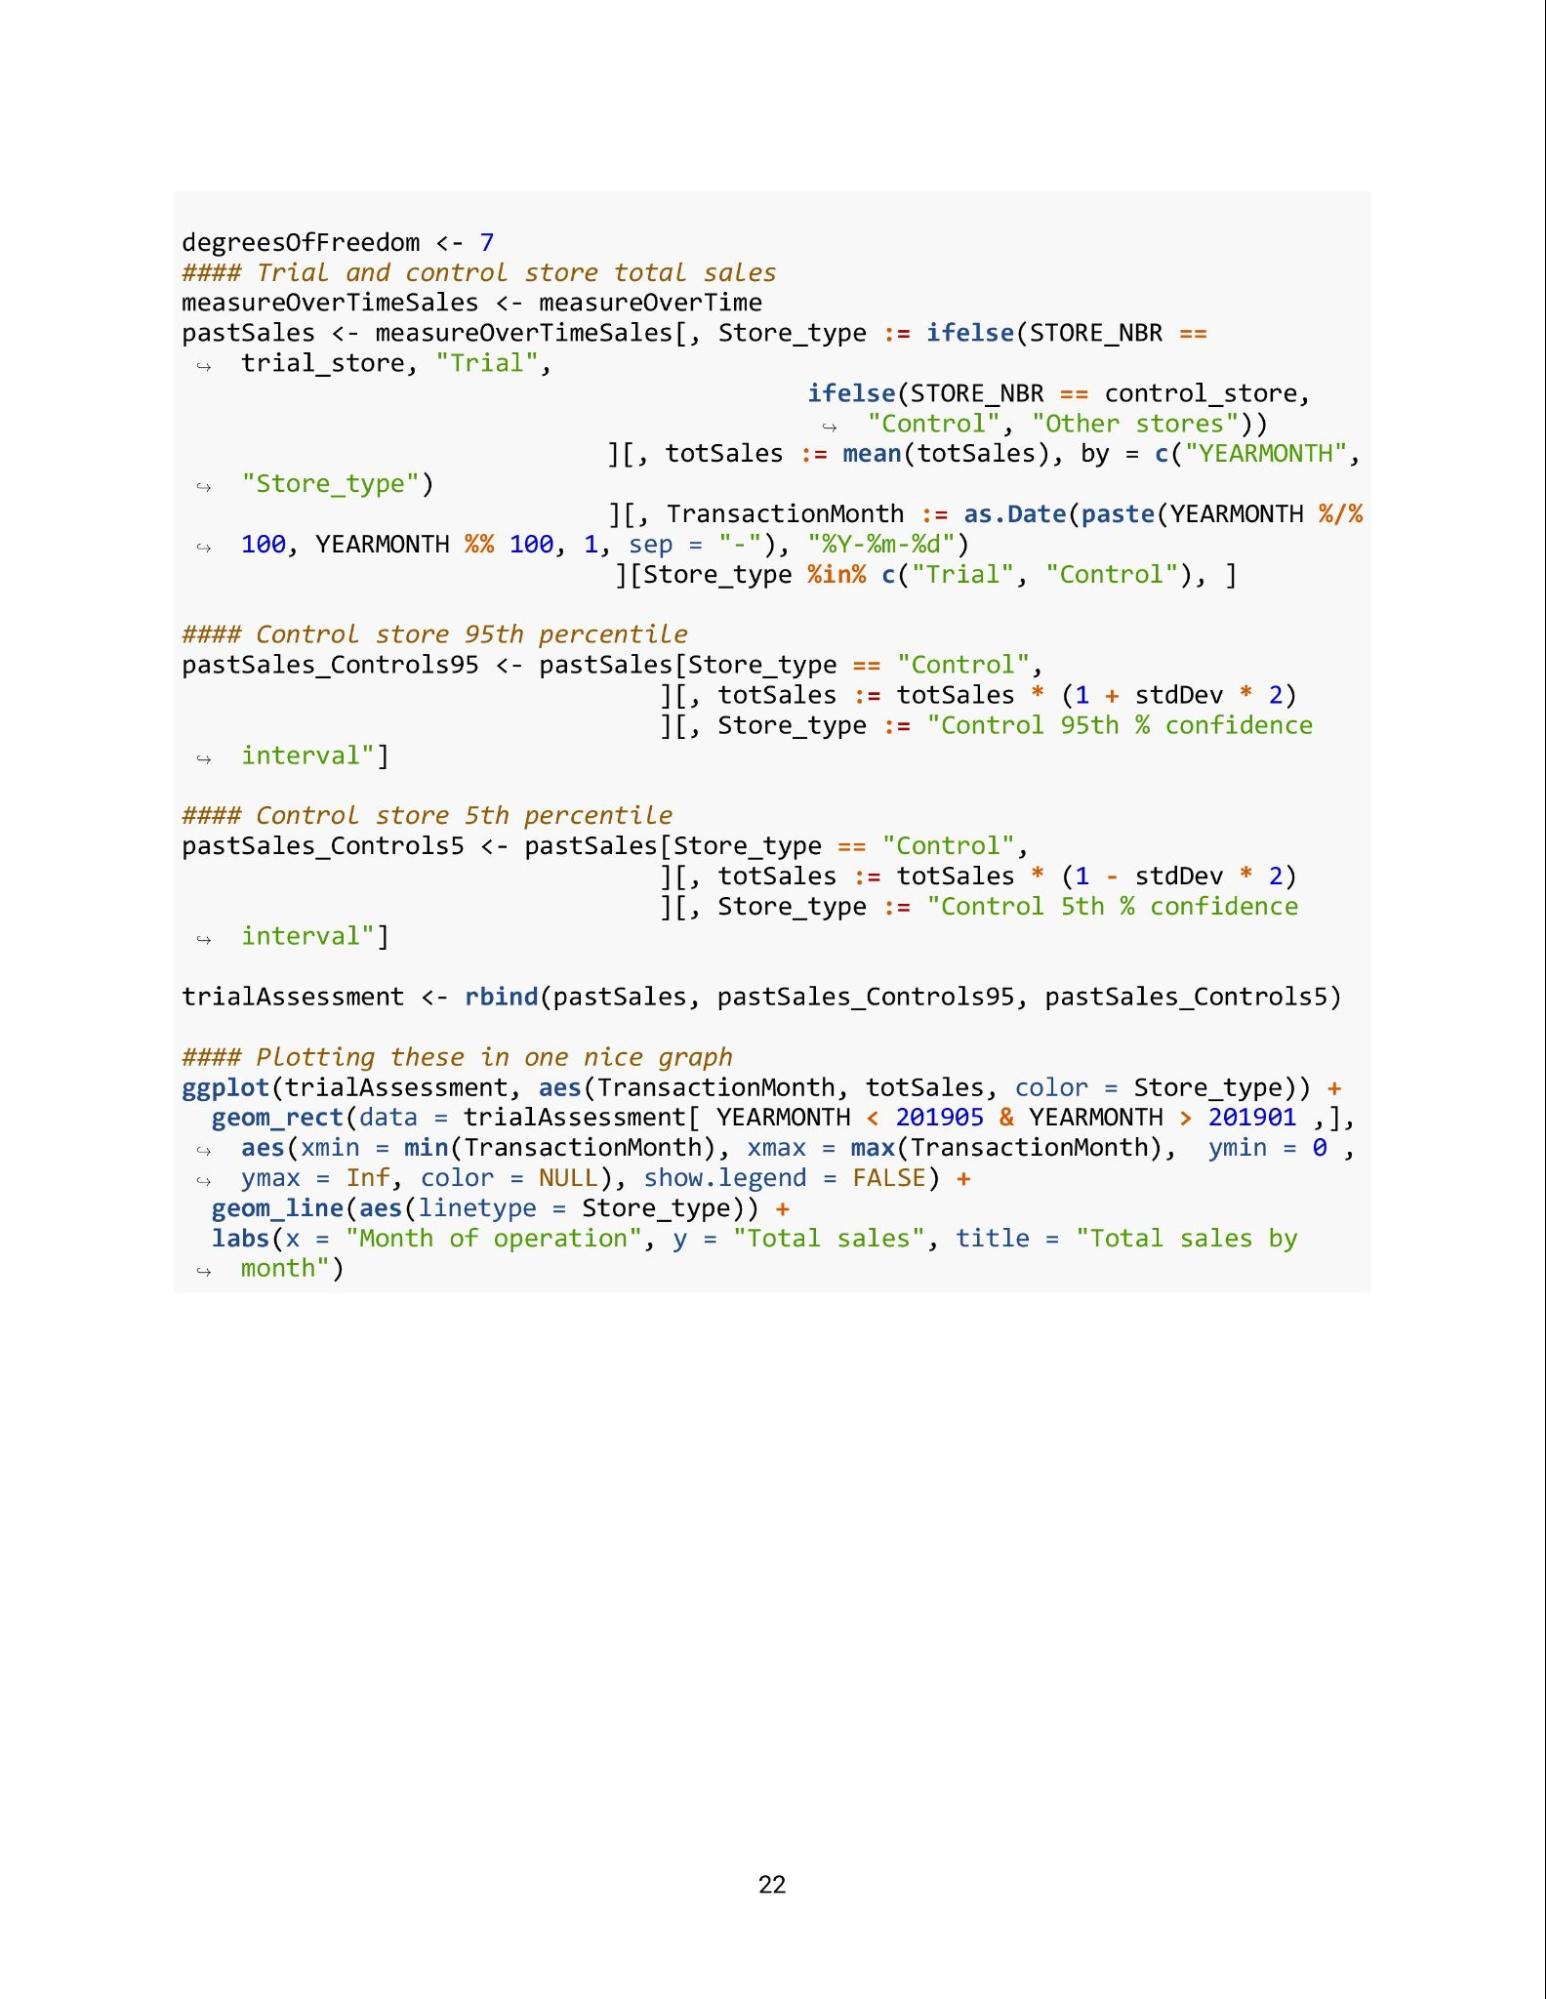 degreesOfFreedom <- 7
#### Trial and control store total sales
measureOverTimeSales <- measureOverTime
pastSales <- measureOverTimeSales[, Store_type := ifelse(STORE_NBR ==
↪ trial_store, "Trial",
ifelse(STORE_NBR == control_store,
↪ "Control", "Other stores"))
][, totSales := mean(totSales), by = c("YEARMONTH",
↪ "Store_type")
][, TransactionMonth := as.Date(paste(YEARMONTH %/%
↪ 100, YEARMONTH %% 100, 1, sep = "-"), "%Y-%m-%d")
][Store_type %in% c("Trial", "Control"), ]
#### Control store 95th percentile
pastSales_Controls95 <- pastSales[Store_type == "Control",
][, totSales := totSales * (1 + stdDev * 2)
][, Store_type := "Control 95th % confidence
↪ interval"]
#### Control store 5th percentile
pastSales_Controls5 <- pastSales[Store_type == "Control",
][, totSales := totSales * (1 - stdDev * 2)
][, Store_type := "Control 5th % confidence
↪ interval"]
trialAssessment <- rbind(pastSales, pastSales_Controls95, pastSales_Controls5)
#### Plotting these in one nice graph
ggplot(trialAssessment, aes(TransactionMonth, totSales, color = Store_type)) +
geom_rect(data = trialAssessment[ YEARMONTH < 201905 & YEARMONTH > 201901 ,],
↪ aes(xmin = min(TransactionMonth), xmax = max(TransactionMonth), ymin = 0 ,
↪ ymax = Inf, color = NULL), show.legend = FALSE) +
geom_line(aes(linetype = Store_type)) +
labs(x = "Month of operation", y = "Total sales", title = "Total sales by
↪ month")
22